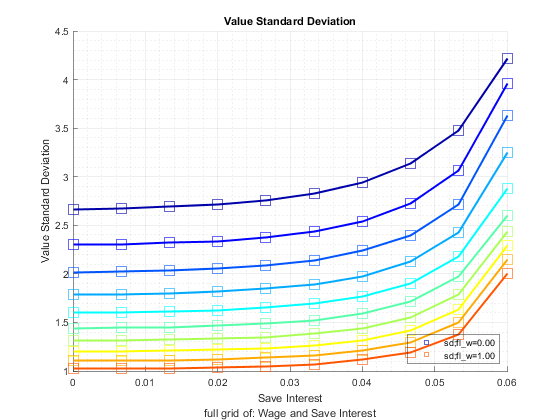 Value Standard Deviation
4.5
4
3.5
3
2.5
2
1.5
1
Value Standard Deviation
sd;fl_w=0.00
sd;fl_w=1.00
0
0.01
0.02
0.03
0.04
0.05
0.06
Save Interest
full grid of: Wage and Save Interest